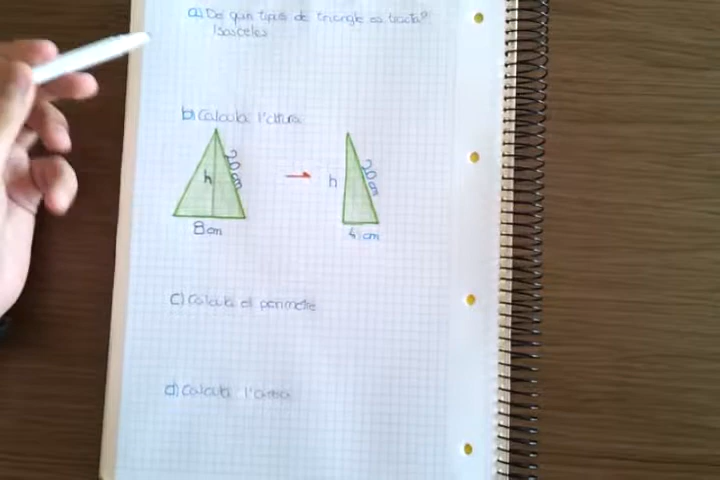 a) De quin tipus de triangle es tracta?
Isosceles
b) Calcula l'altura
20 cm
h
8 cm
h
20 cm
4 cm
c) Calcula el perímetre
d) Calcula l'àrea